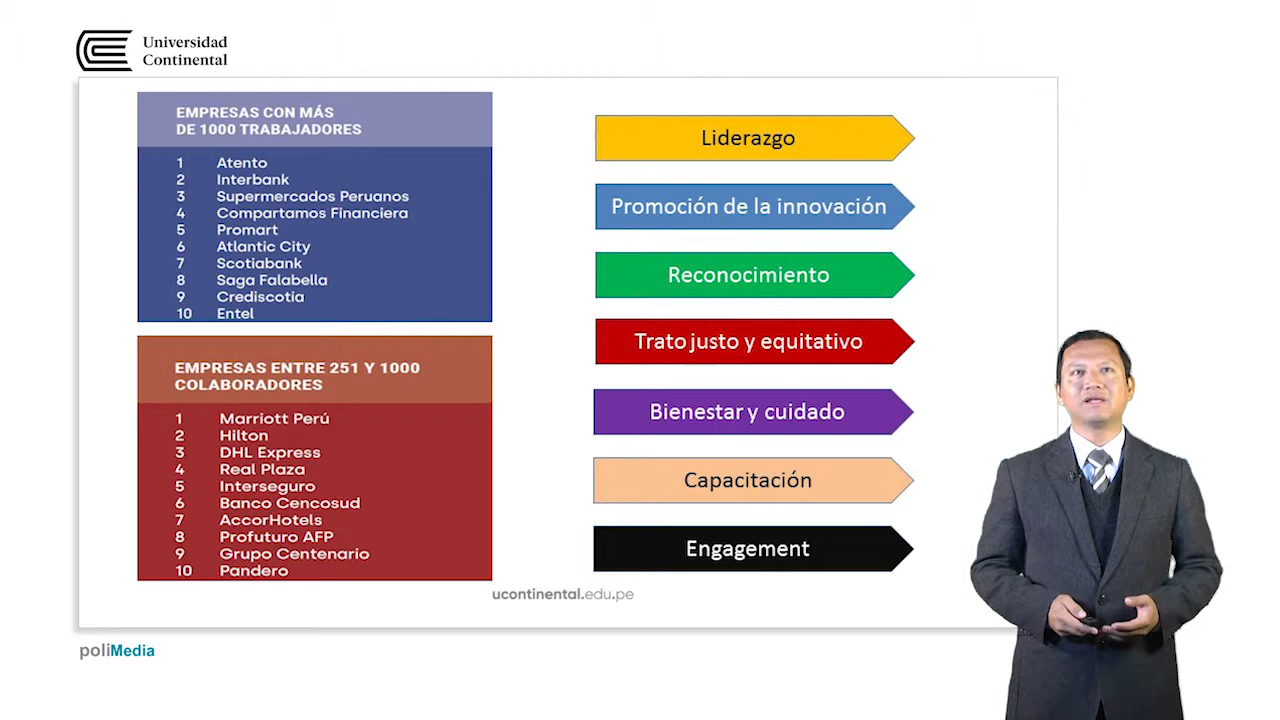 Universidad
Continental
EMPRESAS CON MÁS
DE 1000 TRABAJADORES
1 Atento
2 Interbank
3 Supermercados Peruanos
4 Compartamos Financiera
5 Promart
6 Atlantic City
7 Scotiabank
8 Saga Falabella
9 Crediscotia
10 Entel
EMPRESAS ENTRE 251 Y 1000
COLABORADORES
1 Marriott Perú
2 Hilton
3 DHL Express
4 Real Plaza
5 Interseguro
6 Banco Cencosud
7 AccorHotels
8 Profuturo AFP
9 Grupo Centenario
10 Pandero
Liderazgo
Promoción de la innovación
Reconocimiento
Trato justo y equitativo
Bienestar y cuidado
Capacitación
Engagement
ucontinental.edu.pe
poliMedia